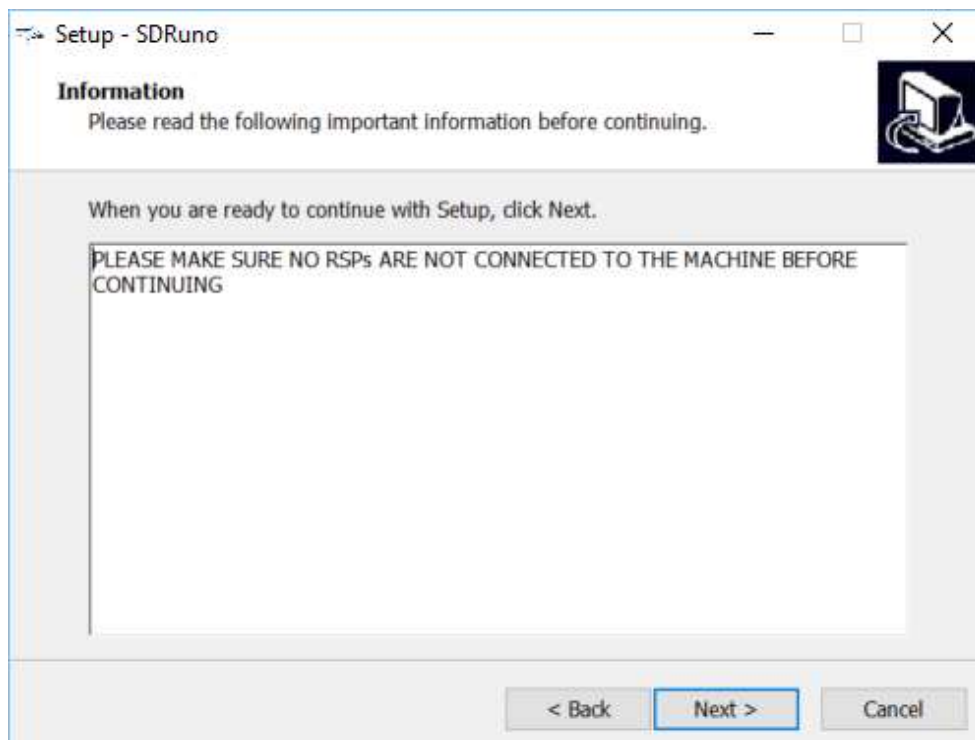 Setup - SDRuno
Information
Please read the following important information before continuing.
When you are ready to continue with Setup, click Next.
PLEASE MAKE SURE NO RSPs ARE NOT CONNECTED TO THE MACHINE BEFORE
CONTINUING
< Back
Next >
Cancel